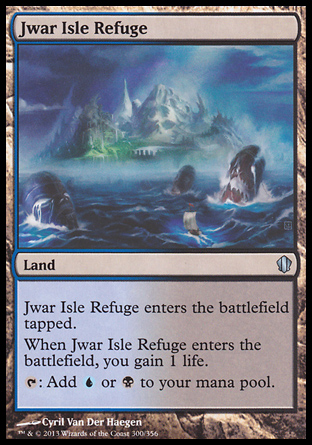 Jwar Isle Refuge
Land
Jwar Isle Refuge enters the battlefield
tapped.
When Jwar Isle Refuge enters the
battlefield, you gain 1 life.
: Add or to your mana pool.
Cyril Van Der Haegen
™ & © 2013 Wizards of the Coast 300/356